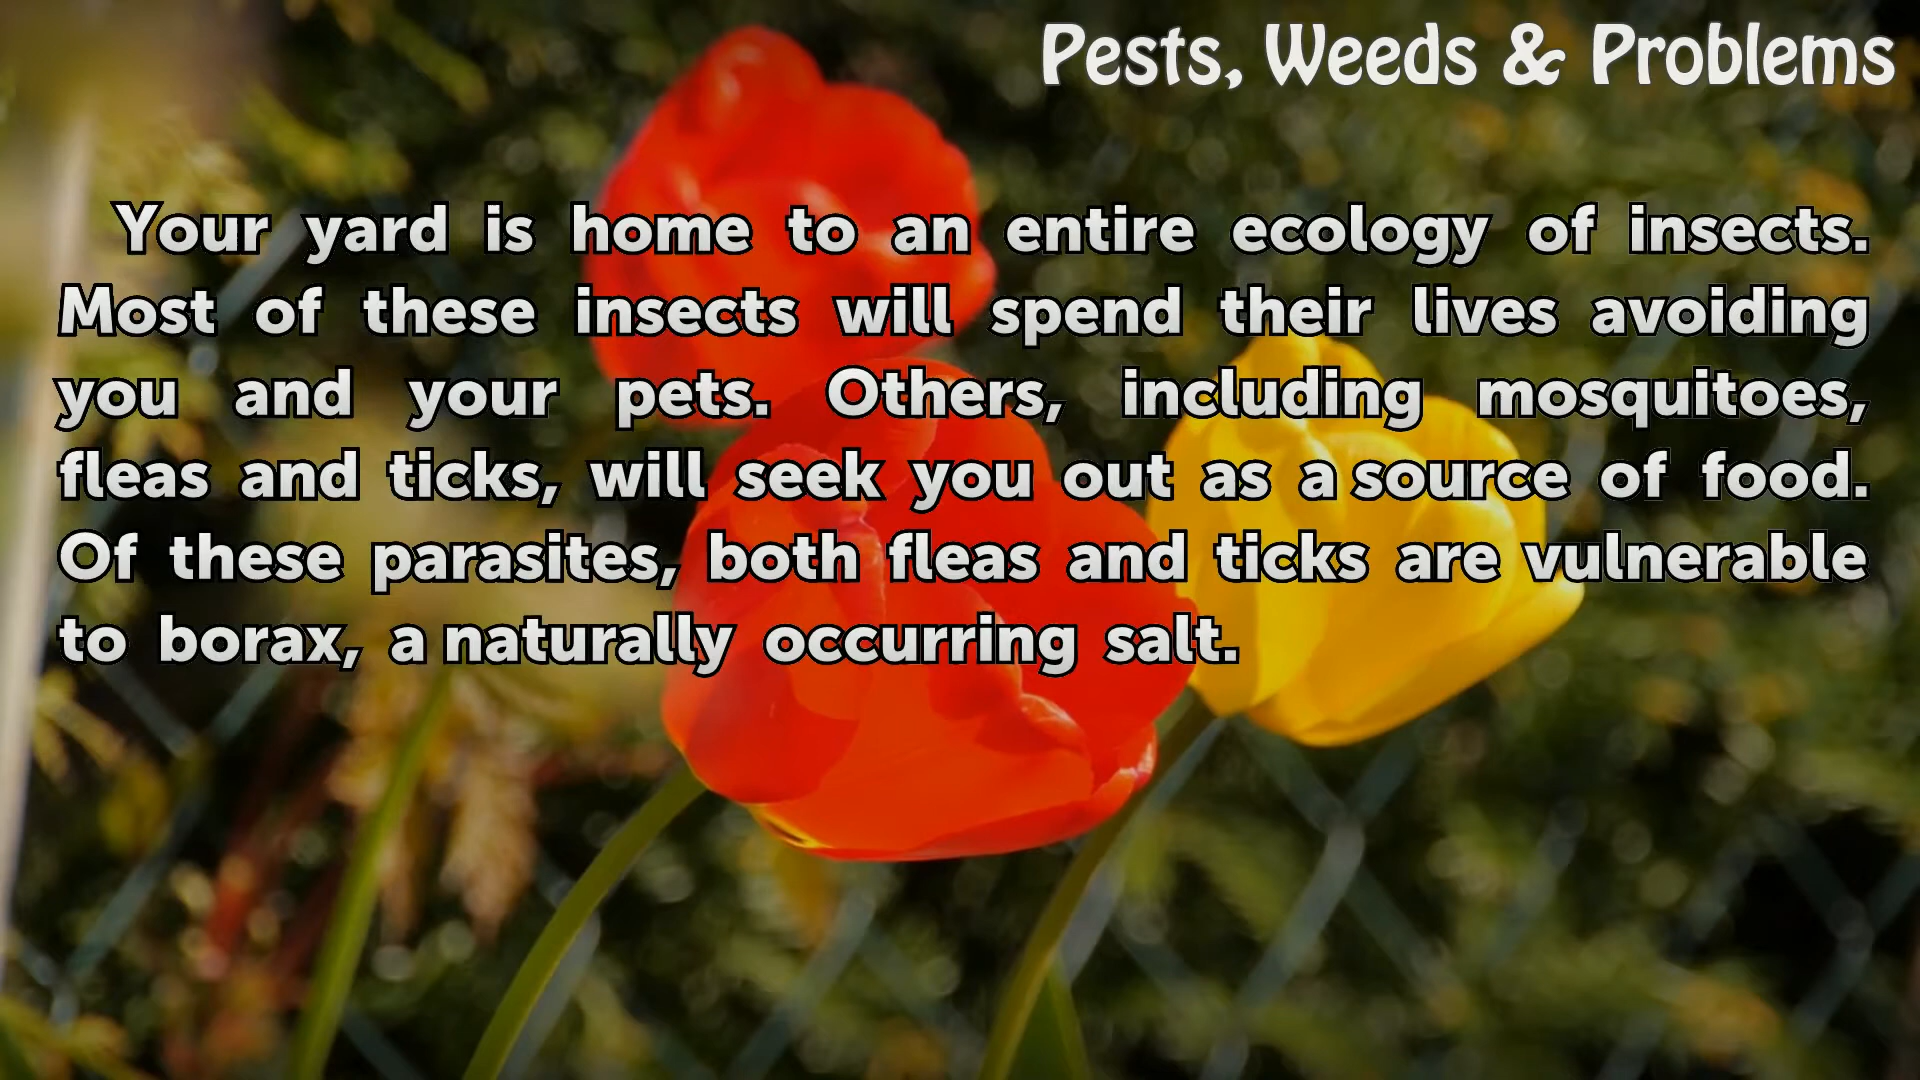 Pests, Weeds & Problems
Your yard is home to an entire ecology of insects.
Most of these insects will spend their lives avoiding
you and your pets. Others, including mosquitoes,
fleas and ticks, will seek you out as a source of food.
Of these parasites, both fleas and ticks are vulnerable
to borax, a naturally occurring salt.